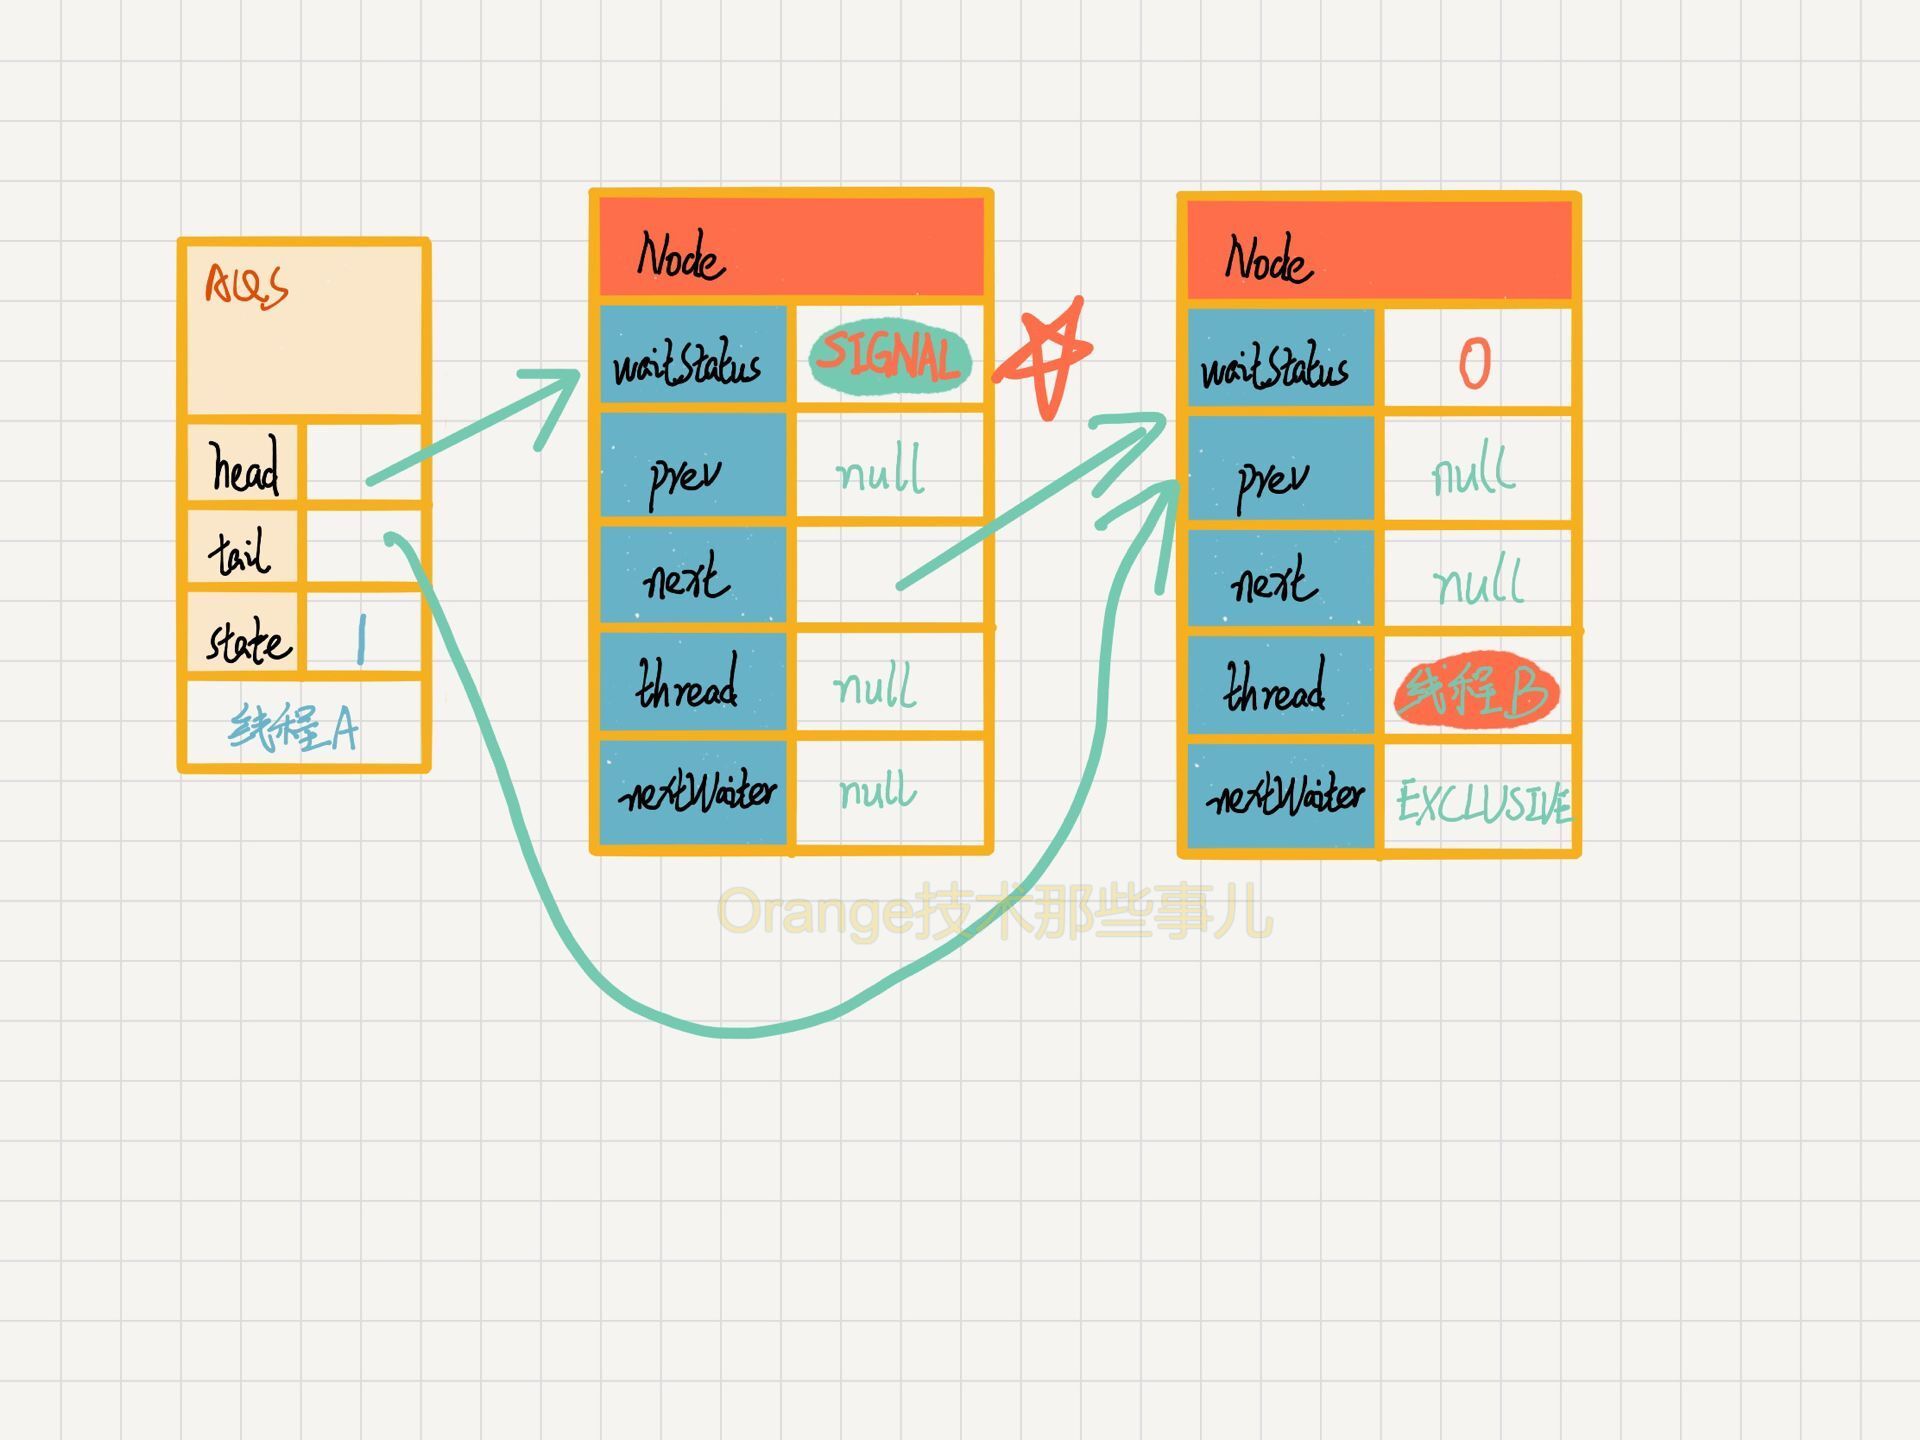 AQS
head
tail
state 1
线程A
Node
waitStatus SIGNAL
prev null
next
thread null
nextWaiter null
Node
waitStatus 0
prev null
next null
thread 线程B
nextWaiter EXCLUSIVE
Orange技术那些事儿